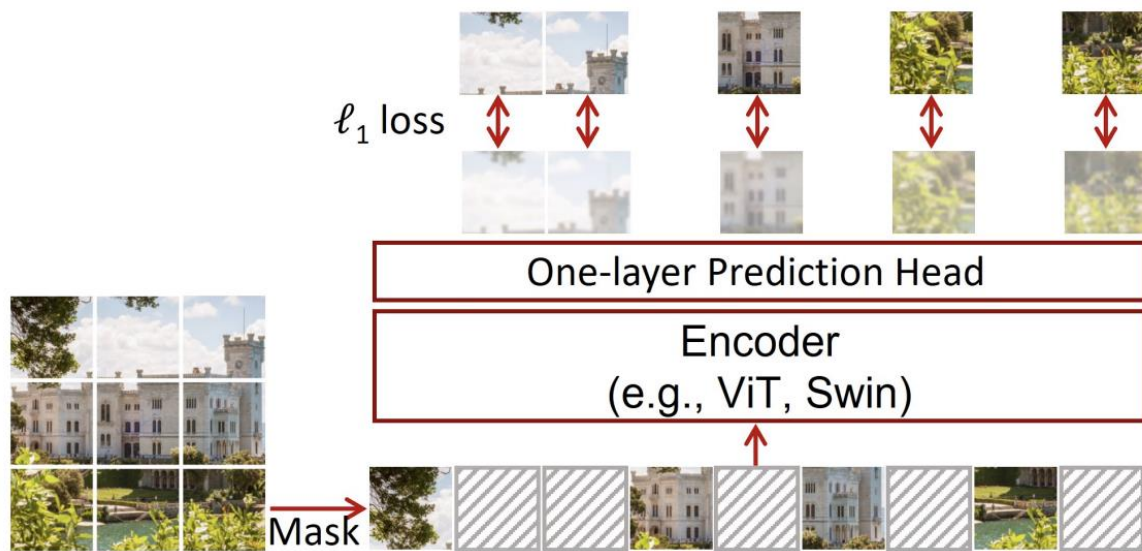 ℓ₁ loss
One-layer Prediction Head
Encoder
(e.g., ViT, Swin)
Mask